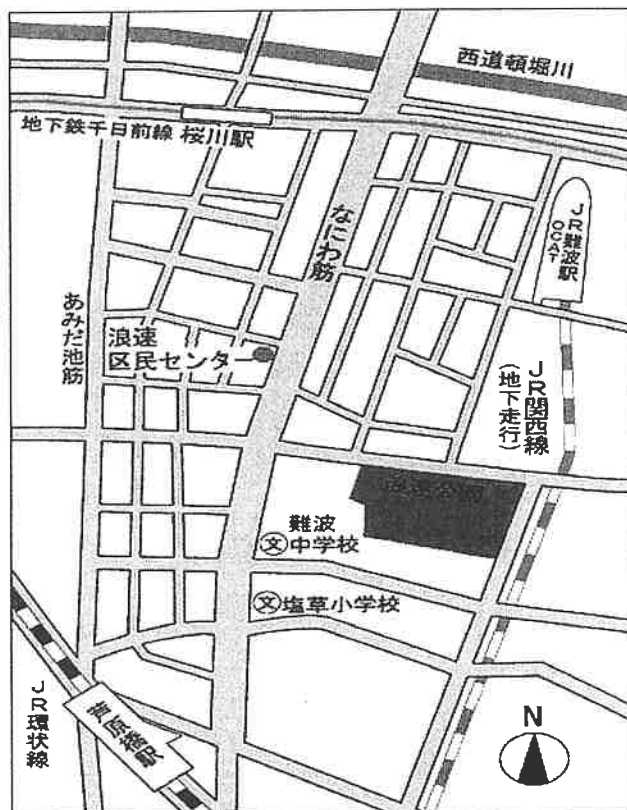 西道頓堀川
地下鉄千日前線 桜川駅
JR難波駅
OCAT
なにわ筋
あみだ池筋
浪速
区民センター
JR関西線
(地下走行)
難波
文中学校
文塩草小学校
JR環状線
芦原橋駅
N